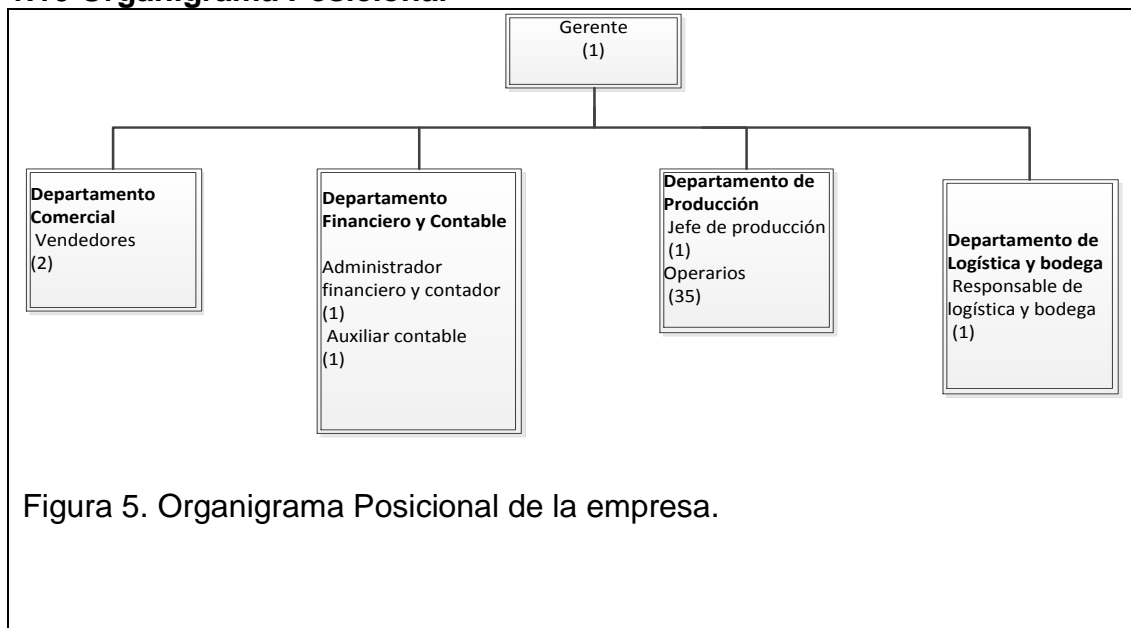 Organigrama Posicional
Gerente
(1)
Departamento
Comercial
Vendedores
(2)
Departamento
Financiero y Contable
Administrador
financiero y contador
(1)
Auxiliar contable
(1)
Departamento de
Producción
Jefe de producción
(1)
Operarios
(35)
Departamento de
Logística y bodega
Responsable de
logística y bodega
(1)
Figura 5. Organigrama Posicional de la empresa.